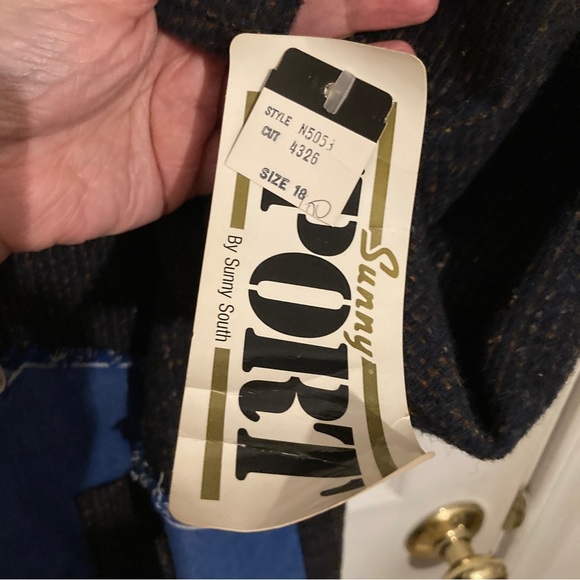 STYLE N5053
CUT 4326
SIZE 18
Sunny
PORT
By Sunny South